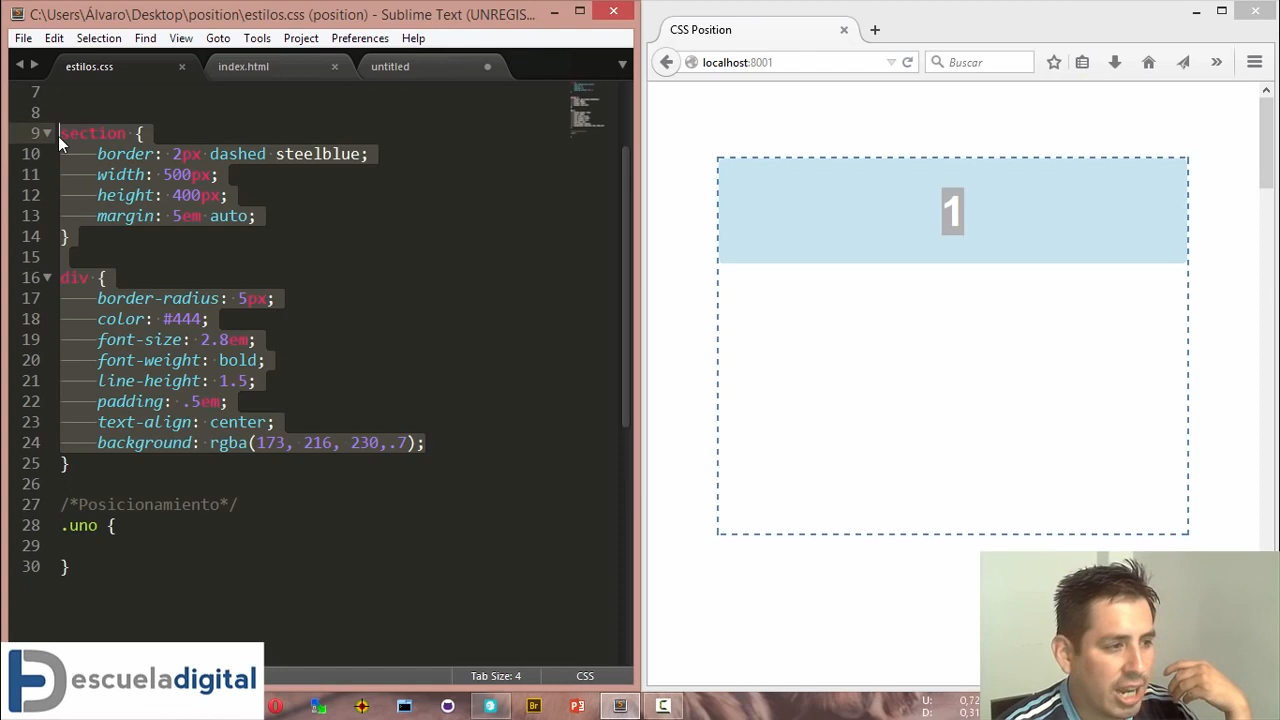 C:\Users\Álvaro\Desktop\position\estilos.css (position) - Sublime Text (UNREGIS...
File Edit Selection Find View Goto Tools Project Preferences Help
estilos.css
index.html
untitled
7
8
9 section {
10 border: 2px dashed steelblue;
11 width: 500px;
12 height: 400px;
13 margin: 5em auto;
14 }
15
16 div {
17 border-radius: 5px;
18 color: #444;
19 font-size: 2.8em;
20 font-weight: bold;
21 line-height: 1.5;
22 padding: .5em;
23 text-align: center;
24 background: rgba(173, 216, 230,.7);
25 }
26
27 /*Posicionamiento*/
28 .uno {
29
30 }
Tab Size: 4
CSS
escueladigital
CSS Position
localhost:8001
Buscar
1
Br
U: 0,72
D: 0,31